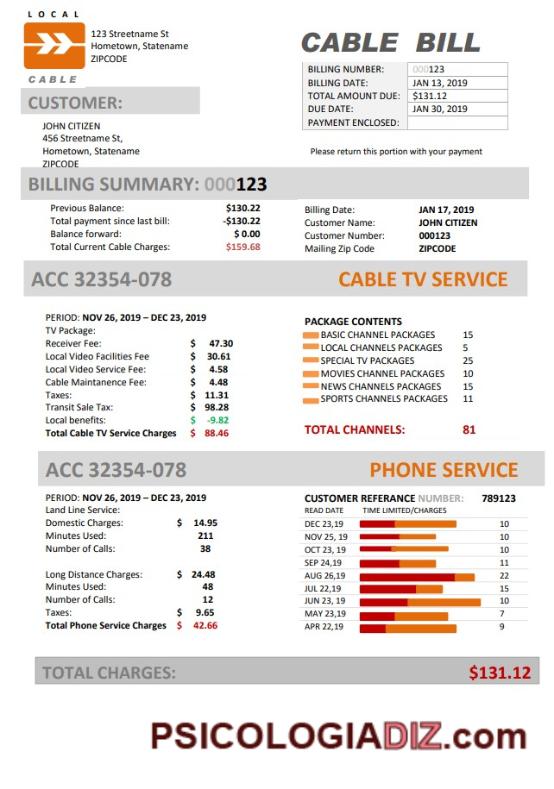 LOCAL
CABLE
123 Streetname St
Hometown, Statename
ZIPCODE
CABLE BILL
BILLING NUMBER: 000123
BILLING DATE: JAN 13, 2019
TOTAL AMOUNT DUE: $131.12
DUE DATE: JAN 30, 2019
PAYMENT ENCLOSED:
CUSTOMER:
JOHN CITIZEN
456 Streetname St,
Hometown, Statename
ZIPCODE
Please return this portion with your payment
BILLING SUMMARY: 000123
Previous Balance: $130.22
Total payment since last bill: -$130.22
Balance forward: $ 0.00
Total Current Cable Charges: $159.68
Billing Date: JAN 17, 2019
Customer Name: JOHN CITIZEN
Customer Number: 000123
Mailing Zip Code ZIPCODE
ACC 32354-078 CABLE TV SERVICE
PERIOD: NOV 26, 2019 – DEC 23, 2019
TV Package:
Receiver Fee: $ 47.30
Local Video Facilities Fee $ 30.61
Local Video Service Fee: $ 4.58
Cable Maintanence Fee: $ 4.48
Taxes: $ 11.31
Transit Sale Tax: $ 98.28
Local benefits: $ -9.82
Total Cable TV Service Charges $ 88.46
PACKAGE CONTENTS
BASIC CHANNEL PACKAGES 15
LOCAL CHANNELS PACKAGES 5
SPECIAL TV PACKAGES 25
MOVIES CHANNEL PACKAGES 10
NEWS CHANNEL PACKAGES 15
SPORTS CHANNEL PACKAGES 11
TOTAL CHANNELS: 81
ACC 32354-078 PHONE SERVICE
PERIOD: NOV 26, 2019 – DEC 23, 2019
Land Line Service:
Domestic Charges: $ 14.95
Minutes Used: 211
Number of Calls: 38
Long Distance Charges: $ 24.48
Minutes Used: 48
Number of Calls: 12
Taxes: $ 9.65
Total Phone Service Charges $ 42.66
CUSTOMER REFERANCE NUMBER: 789123
READ DATE TIME LIMITED/CHARGES
DEC 23,19 10
NOV 25, 19 10
OCT 23, 19 10
SEP 24,19 11
AUG 26,19 22
JUL 22,19 15
JUN 23, 19 10
MAY 23,19 7
APR 22,19 9
TOTAL CHARGES: $131.12
PSICOLOGIADIZ.com